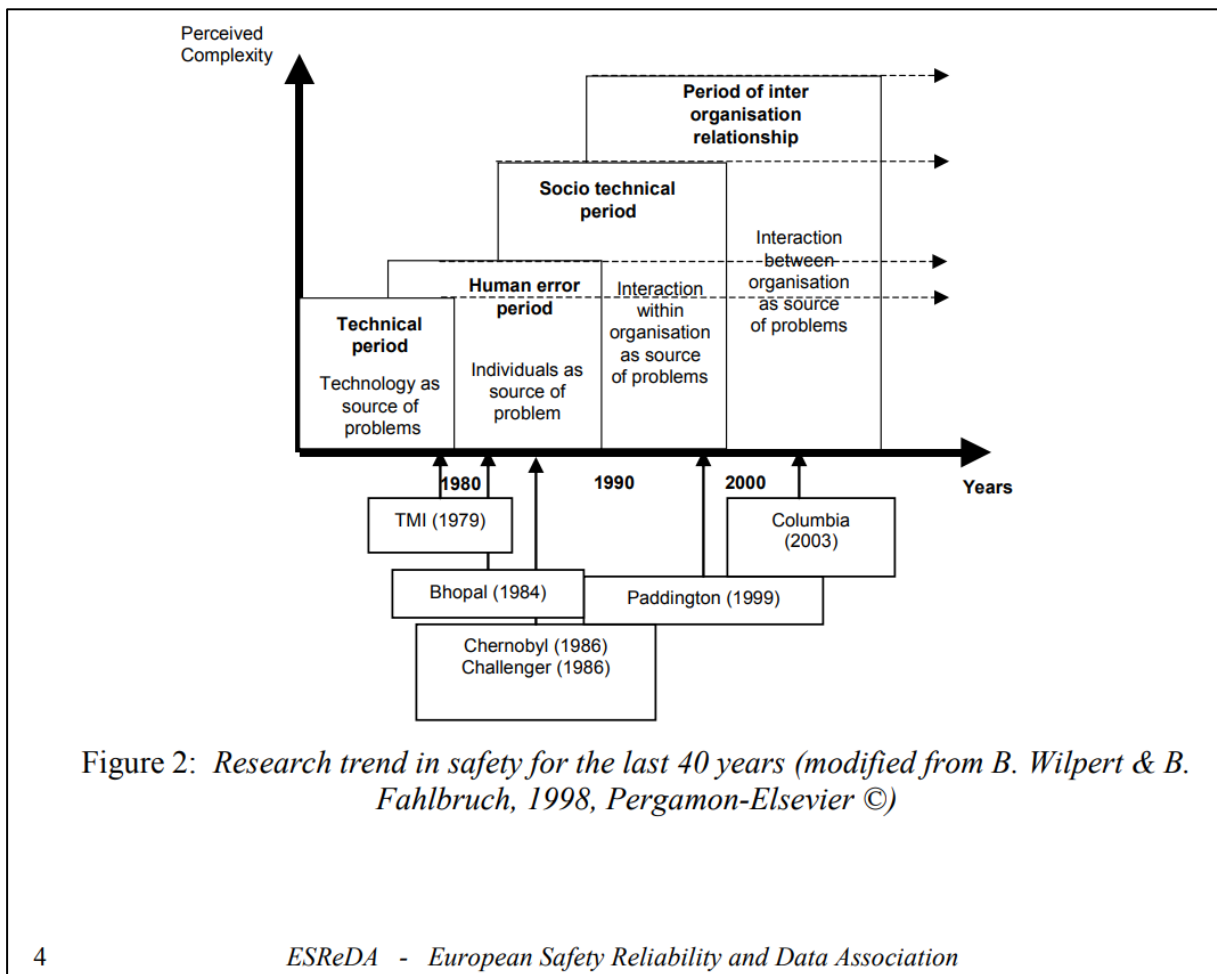 Perceived
Complexity
Period of inter
organisation
relationship
Socio technical
period
Interaction
between
organisation
as source
of problems
Human error
period
Interaction
within
organisation
as source
of problems
Technical
period
Individuals as
source of
problem
Technology as
source of
problems
1980
1990
2000
Years
TMI (1979)
Columbia
(2003)
Bhopal (1984)
Paddington (1999)
Chernobyl (1986)
Challenger (1986)
Figure 2: Research trend in safety for the last 40 years (modified from B. Wilpert & B.
Fahlbruch, 1998, Pergamon-Elsevier ©)
4 ESReDA - European Safety Reliability and Data Association